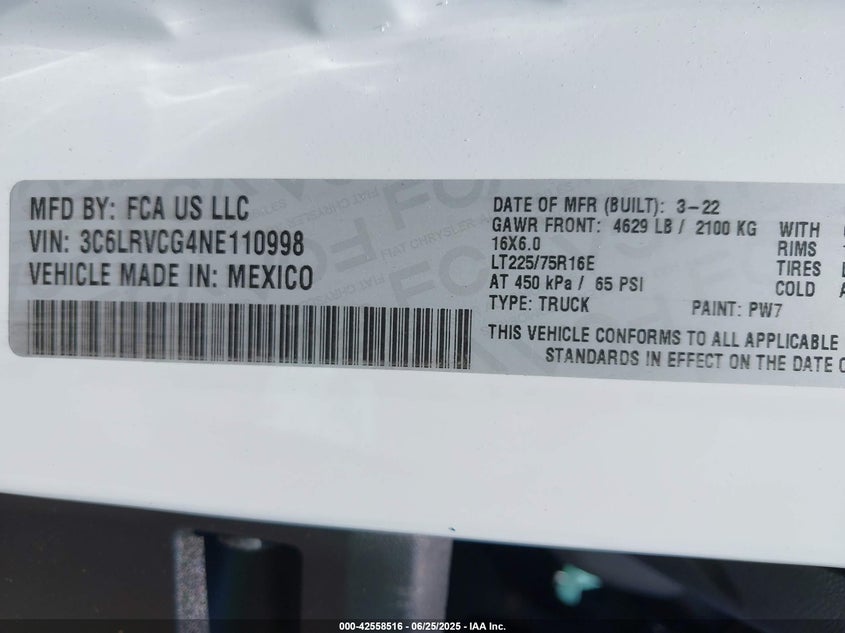 MFD BY: FCA US LLC
VIN: 3C6LRVCG4NE110998
VEHICLE MADE IN: MEXICO
DATE OF MFR (BUILT): 3-22
GAWR FRONT: 4629 LB / 2100 KG WITH
16X6.0 RIMS
LT225/75R16E TIRES
AT 450 kPa / 65 PSI COLD
TYPE: TRUCK PAINT: PW7
THIS VEHICLE CONFORMS TO ALL APPLICABLE
STANDARDS IN EFFECT ON THE DATE
000-42558516 - 06/25/2025 - IAA Inc.